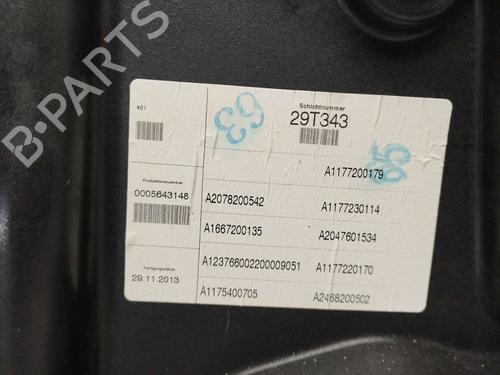 401
Schichtnummer
29T343
A1177200179
Produktionsnummer
0005643148
A2078200542
A1177230114
A1667200135
A2047601534
Fertigungsdatum
29.11.2013
A123766002200009051
A1177220170
A1175400705
A2468200502
B-PARTS